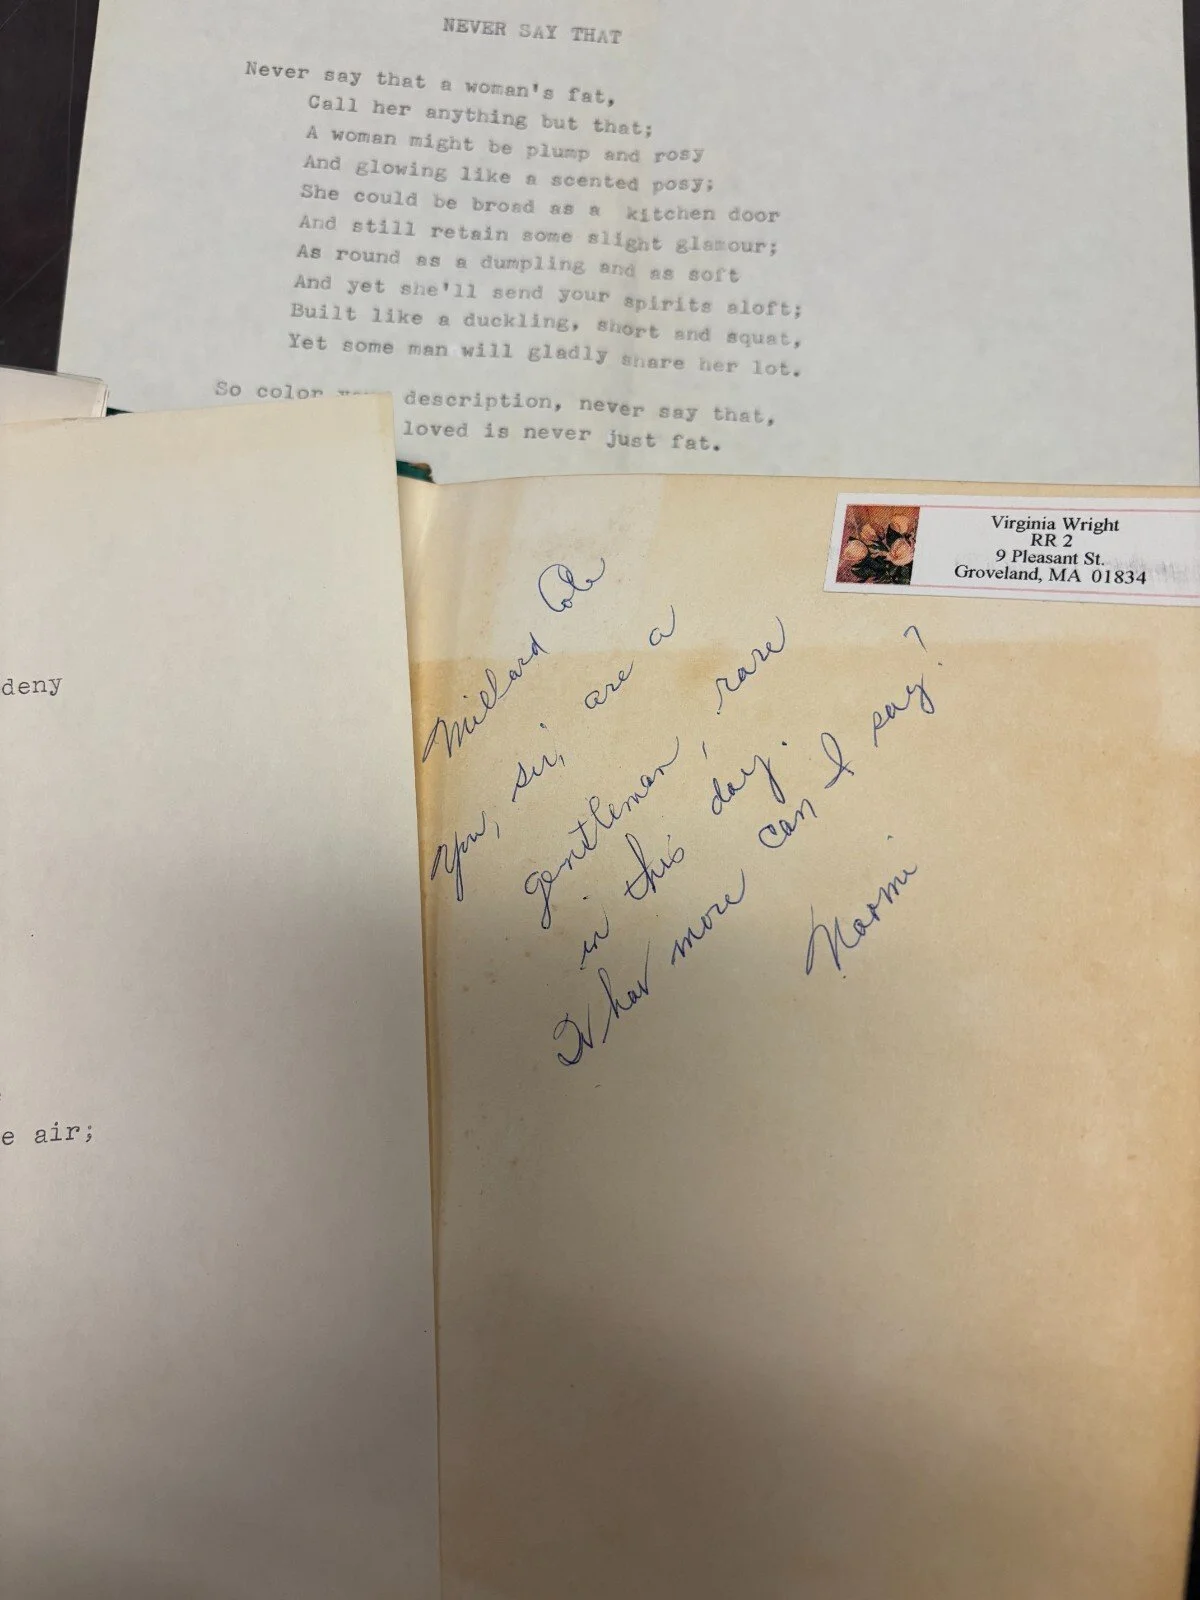 NEVER SAY THAT
Never say that a woman's fat,
Call her anything but that;
A woman might be plump and rosy
And glowing like a scented posy;
She could be broad as a kitchen door
And still retain some slight glamour;
As round as a dumpling and as soft
And yet she'll send your spirits aloft;
Built like a duckling, short and squat,
Yet some man will gladly share her lot.
So color description, never say that,
loved is never just fat.
deny
e air;
Virginia Wright
RR 2
9 Pleasant St.
Groveland, MA 01834
Millard Cole
You, sir, are a
gentleman, rare
in this day.
What more can I say?
Naomi